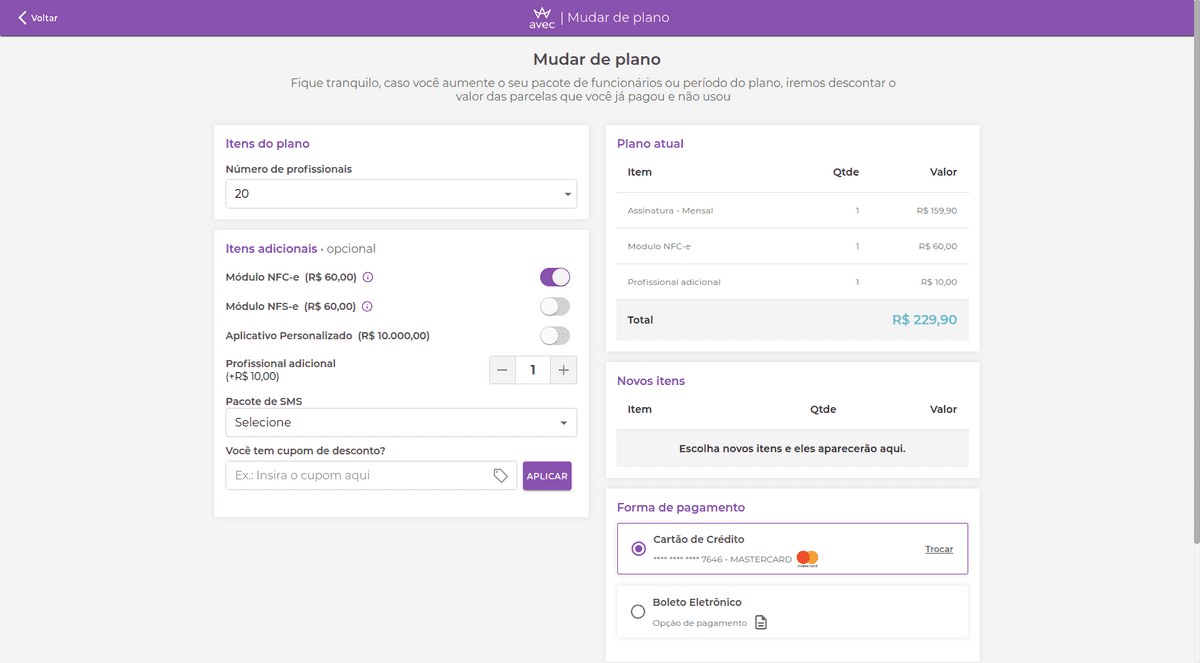 Voltar
avec | Mudar de plano
Mudar de plano
Fique tranquilo, caso você aumente o seu pacote de funcionários ou período do plano, iremos descontar o
valor das parcelas que você já pagou e não usou
Itens do plano
Número de profissionais
20
Itens adicionais • opcional
Módulo NFC-e (R$ 60,00)
Módulo NFS-e (R$ 60,00)
Aplicativo Personalizado (R$ 10.000,00)
Profissional adicional
(+R$ 10,00)
1
Pacote de SMS
Selecione
Você tem cupom de desconto?
Ex.: Insira o cupom aqui
APLICAR
Plano atual
Item Qtde Valor
Assinatura - Mensal 1 R$ 159,90
Módulo NFC-e 1 R$ 60,00
Profissional adicional 1 R$ 10,00
Total R$ 229,90
Novos itens
Item Qtde Valor
Escolha novos itens e eles aparecerão aqui.
Forma de pagamento
Cartão de Crédito
**** **** **** 7646 - MASTERCARD mastercard
Trocar
Boleto Eletrônico
Opção de pagamento